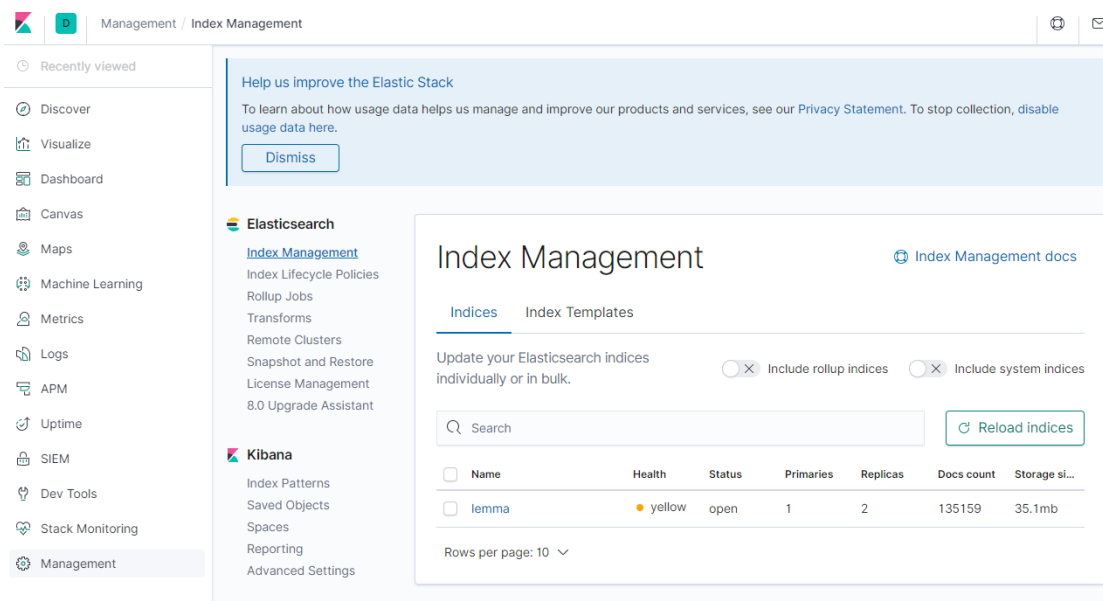 D Management / Index Management
Recently viewed
Discover
Visualize
Dashboard
Canvas
Maps
Machine Learning
Metrics
Logs
APM
Uptime
SIEM
Dev Tools
Stack Monitoring
Management
Help us improve the Elastic Stack
To learn about how usage data helps us manage and improve our products and services, see our Privacy Statement. To stop collection, disable
usage data here.
Dismiss
Elasticsearch
Index Management
Index Lifecycle Policies
Rollup Jobs
Transforms
Remote Clusters
Snapshot and Restore
License Management
8.0 Upgrade Assistant
Kibana
Index Patterns
Saved Objects
Spaces
Reporting
Advanced Settings
Index Management
Index Management docs
Indices Index Templates
Update your Elasticsearch indices
individually or in bulk.
Include rollup indices Include system indices
Search Reload indices
Name Health Status Primaries Replicas Docs count Storage si...
lemma yellow open 1 2 135159 35.1mb
Rows per page: 10